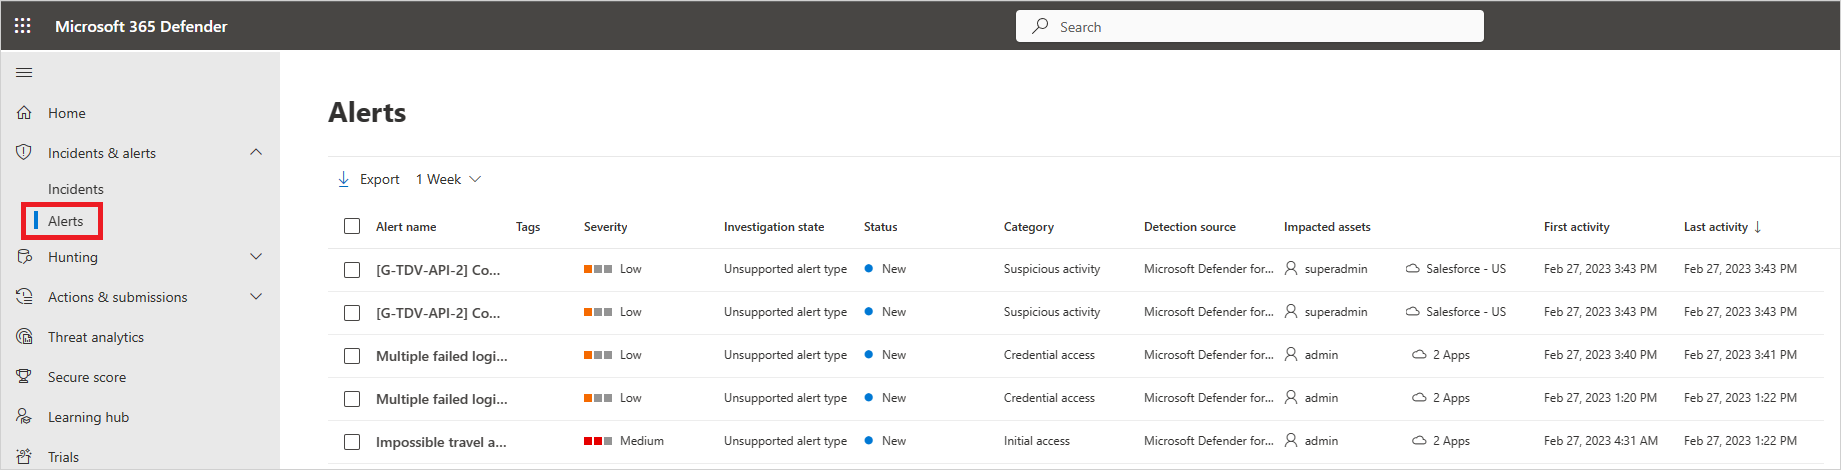 Microsoft 365 Defender
Search
Home
Incidents & alerts
Incidents
Alerts
Hunting
Actions & submissions
Threat analytics
Secure score
Learning hub
Trials
Alerts
Export 1 Week
Alert name Tags Severity Investigation state Status Category Detection source Impacted assets First activity Last activity
[G-TDV-API-2] Co... Low Unsupported alert type New Suspicious activity Microsoft Defender for... superadmin Salesforce - US Feb 27, 2023 3:43 PM Feb 27, 2023 3:43 PM
[G-TDV-API-2] Co... Low Unsupported alert type New Suspicious activity Microsoft Defender for... superadmin Salesforce - US Feb 27, 2023 3:43 PM Feb 27, 2023 3:43 PM
Multiple failed logi... Low Unsupported alert type New Credential access Microsoft Defender for... admin 2 Apps Feb 27, 2023 3:40 PM Feb 27, 2023 3:41 PM
Multiple failed logi... Low Unsupported alert type New Credential access Microsoft Defender for... admin 2 Apps Feb 27, 2023 1:20 PM Feb 27, 2023 1:22 PM
Impossible travel a... Medium Unsupported alert type New Initial access Microsoft Defender for... admin 2 Apps Feb 27, 2023 4:31 AM Feb 27, 2023 1:22 PM